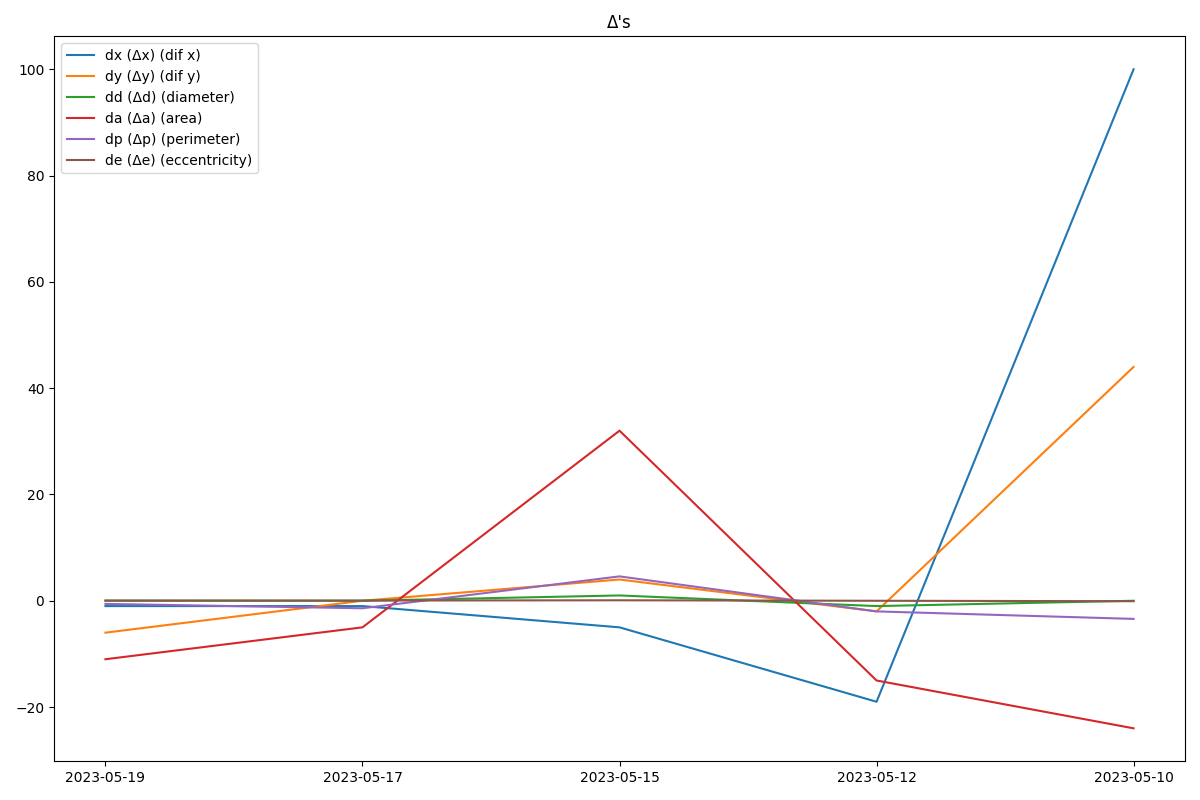 Δ's
dx (Δx) (dif x)
dy (Δy) (dif y)
dd (Δd) (diameter)
da (Δa) (area)
dp (Δp) (perimeter)
de (Δe) (eccentricity)
100
80
60
40
20
0
−20
2023-05-19 2023-05-17 2023-05-15 2023-05-12 2023-05-10